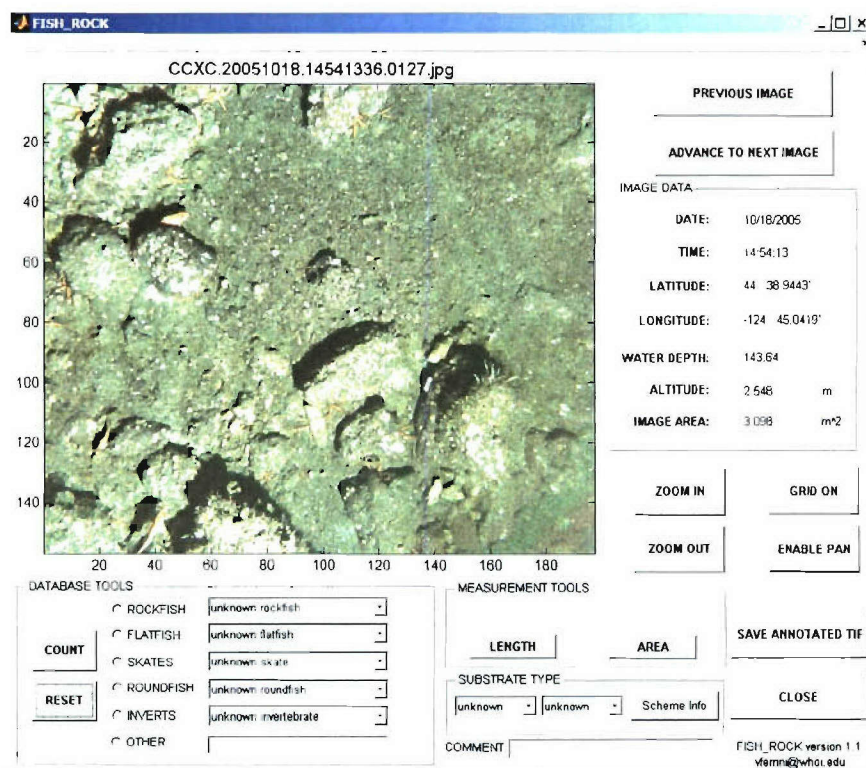 FISH_ROCK
CCXC.20051018.14541336.0127.jpg
20
40
60
80
100
120
140
20 40 60 80 100 120 140 160 180
PREVIOUS IMAGE
ADVANCE TO NEXT IMAGE
IMAGE DATA
DATE: 10/18/2005
TIME: 14:54:13
LATITUDE: 44 38.9443'
LONGITUDE: -124 45.0419'
WATER DEPTH: 143.64
ALTITUDE: 2.548 m
IMAGE AREA: 3.098 m^2
ZOOM IN GRID ON
ZOOM OUT ENABLE PAN
DATABASE TOOLS
COUNT
RESET
ROCKFISH unknown rockfish
FLATFISH unknown flatfish
SKATES unknown skate
ROUNDFISH unknown roundfish
INVERTS unknown invertebrate
OTHER
MEASUREMENT TOOLS
LENGTH AREA
SUBSTRATE TYPE
unknown unknown Scheme Info
COMMENT
SAVE ANNOTATED TIF
CLOSE
FISH_ROCK version 1.1